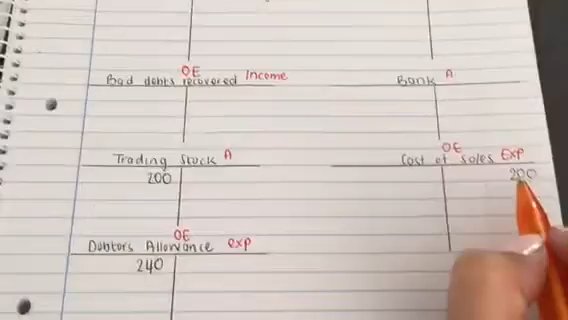 OE
Bad debts recovered Income
Bank A
Trading Stock A
200
OE
Cost of sales Exp
200
OE
Debtors Allowance exp
240